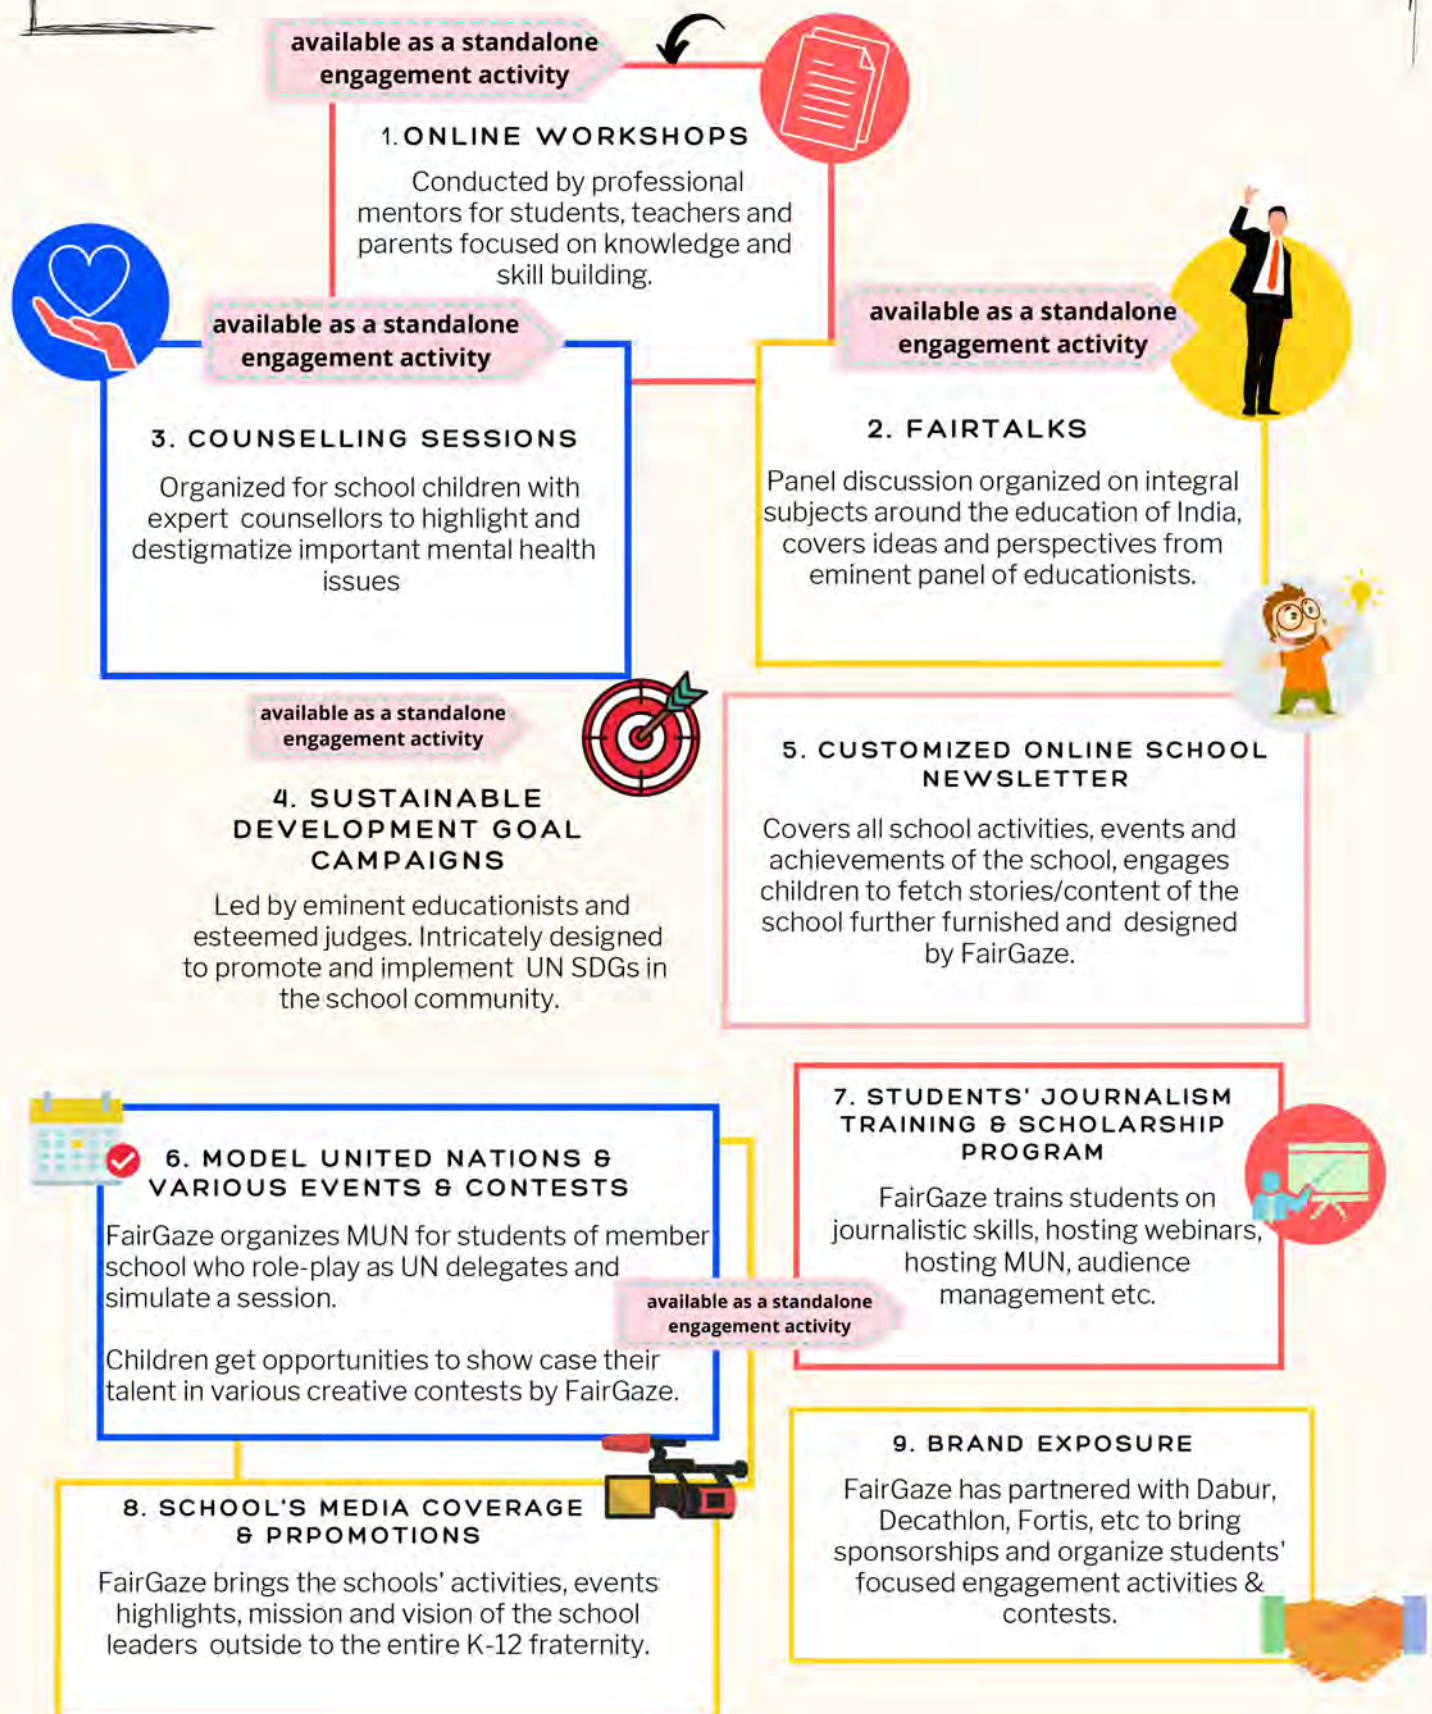 available as a standalone
engagement activity
1. ONLINE WORKSHOPS
Conducted by professional
mentors for students, teachers and
parents focused on knowledge and
skill building.
available as a standalone
engagement activity
2. FAIRTALKS
Panel discussion organized on integral
subjects around the education of India,
covers ideas and perspectives from
eminent panel of educationists.
available as a standalone
engagement activity
3. COUNSELLING SESSIONS
Organized for school children with
expert counsellors to highlight and
destigmatize important mental health
issues
available as a standalone
engagement activity
4. SUSTAINABLE
DEVELOPMENT GOAL
CAMPAIGNS
Led by eminent educationists and
esteemed judges. Intricately designed
to promote and implement UN SDGs in
the school community.
5. CUSTOMIZED ONLINE SCHOOL
NEWSLETTER
Covers all school activities, events and
achievements of the school, engages
children to fetch stories/content of the
school further furnished and designed
by FairGaze.
6. MODEL UNITED NATIONS &
VARIOUS EVENTS & CONTESTS
FairGaze organizes MUN for students of member
school who role-play as UN delegates and
simulate a session.
Children get opportunities to show case their
talent in various creative contests by FairGaze.
available as a standalone
engagement activity
7. STUDENTS' JOURNALISM
TRAINING & SCHOLARSHIP
PROGRAM
FairGaze trains students on
journalistic skills, hosting webinars,
hosting MUN, audience
management etc.
8. SCHOOL'S MEDIA COVERAGE
& PRPOMOTIONS
FairGaze brings the schools' activities, events
highlights, mission and vision of the school
leaders outside to the entire K-12 fraternity.
9. BRAND EXPOSURE
FairGaze has partnered with Dabur,
Decathlon, Fortis, etc to bring
sponsorships and organize students'
focused engagement activities &
contests.